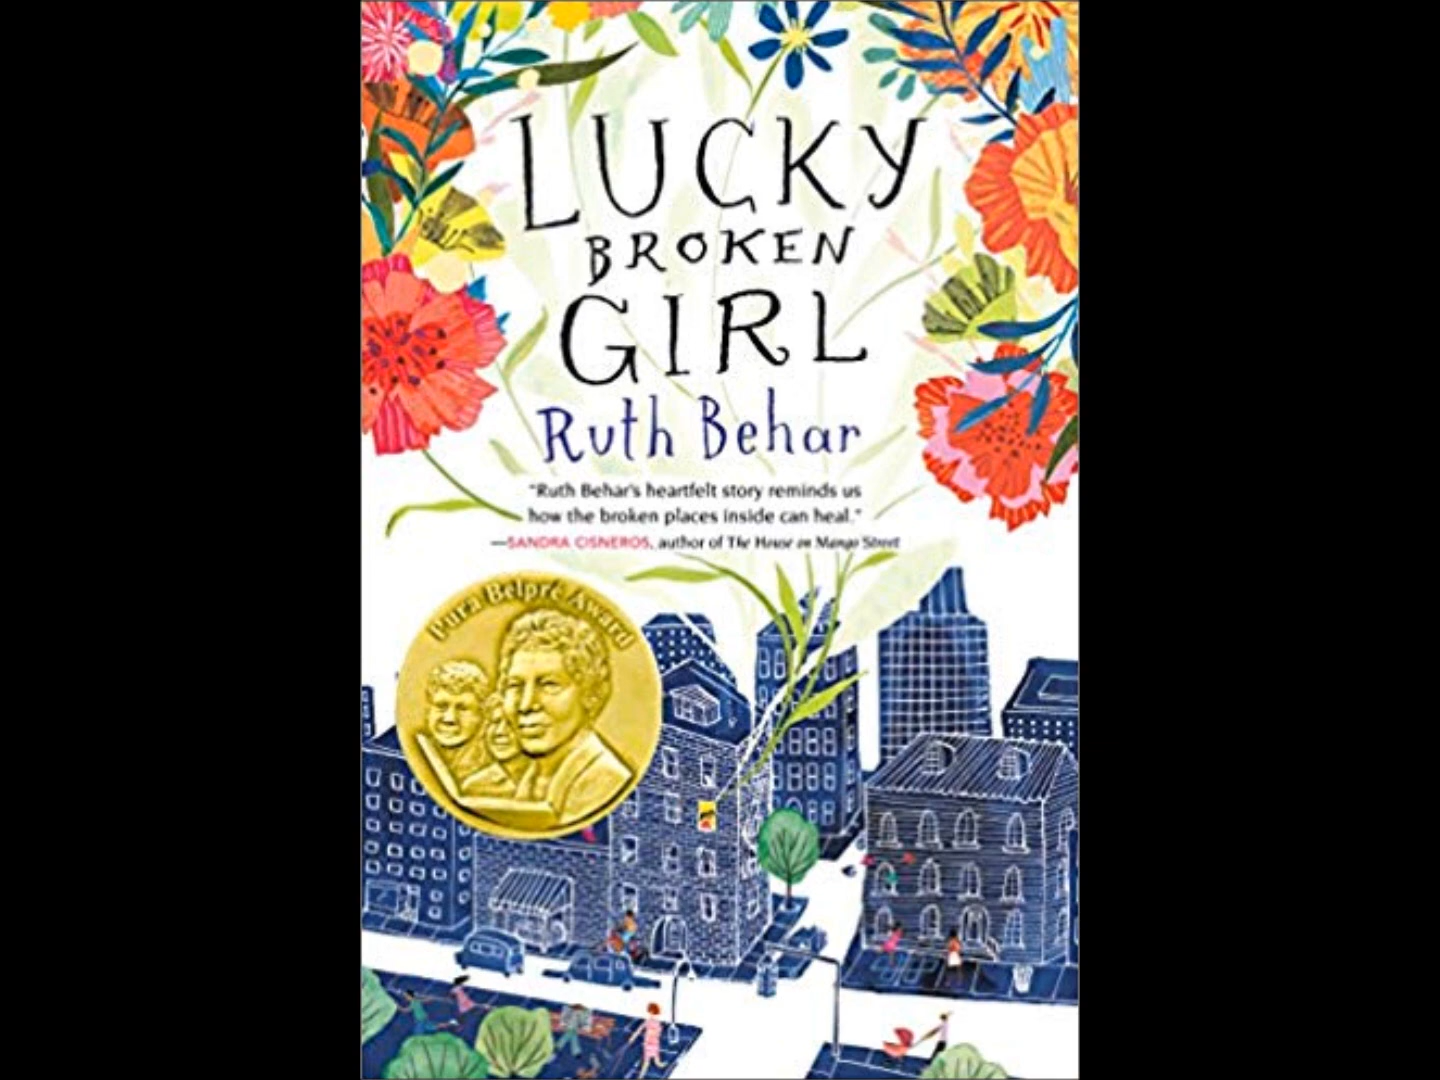 LUCKY
BROKEN
GIRL
Ruth Behar
"Ruth Behar's heartfelt story reminds us
how the broken places inside can heal."
—SANDRA CISNEROS, author of The House on Mango Street
Pura Belpré Award